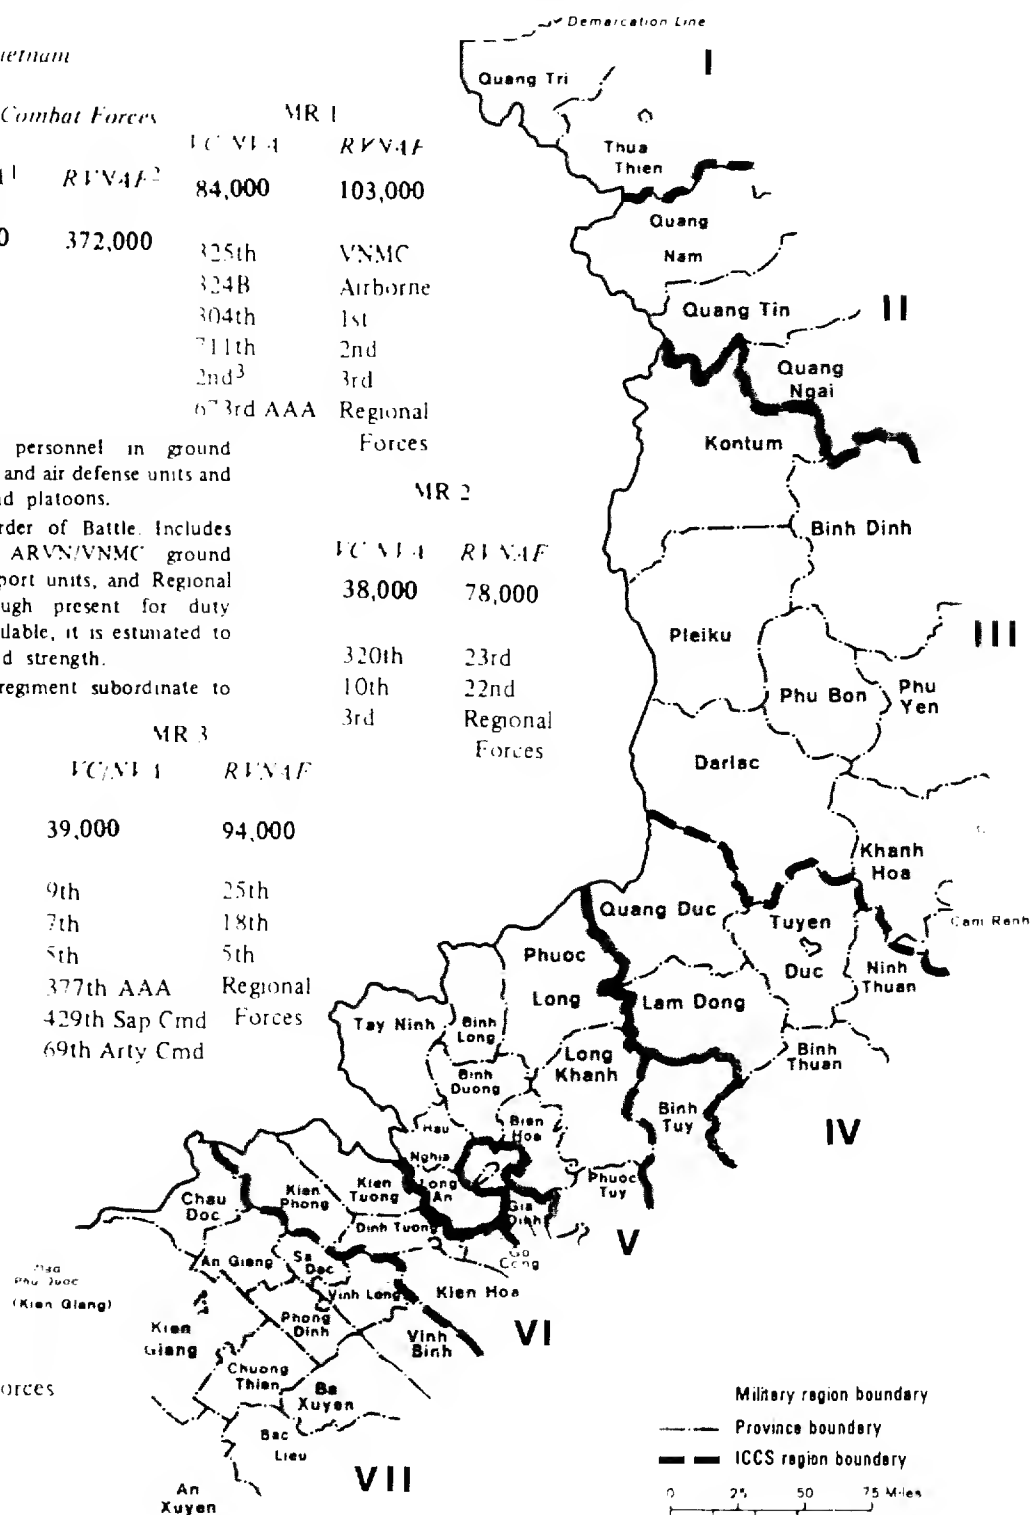 Demarcation Line
I
Quang Tri
Thua
Thien
Quang
Nam
Quang Tin
II
Quang
Ngai
Kontum
Binh Dinh
Pleiku
III
Phu Bon
Phu
Yen
Darlac
Khanh
Hoa
Cam Ranh
Quang Duc
Tuyen
Duc
Ninh
Thuan
Phuoc
Long
Lam Dong
Binh
Thuan
Tay Ninh
Binh
Long
Long
Khanh
Binh
Duong
Binh
Tuy
IV
Hau
Nghia
Bien
Hoa
Long
An
Phuoc
Tuy
Gia
Dinh
V
Chau
Doc
Kien
Phong
Kien
Tuong
Dinh Tuong
Go
Cong
An Giang
Sa
Dec
Vinh Long
Kien Hoa
Phu Quoc
(Kien Giang)
Kien
Giang
Phong
Dinh
Vinh
Binh
VI
Chuong
Thien
Ba
Xuyen
Bac
Lieu
VII
An
Xuyen
Combat Forces
RVNAF2
372,000
MR 1
VC/NVA RVNAF
84,000 103,000
325th VNMC
324B Airborne
304th 1st
711th 2nd
2nd3 3rd
673rd AAA Regional
Forces
personnel in ground
and air defense units and
platoons.
Order of Battle. Includes
ARVN/VNMC ground
units, and Regional
present for duty
it is estimated to
strength.
regiment subordinate to
MR 2
VC/NVA RVNAF
38,000 78,000
320th 23rd
10th 22nd
3rd Regional
Forces
MR 3
VC/NVA RVNAF
39,000 94,000
9th 25th
7th 18th
5th 5th
377th AAA Regional
429th Sap Cmd Forces
69th Arty Cmd
Military region boundary
Province boundary
ICCS region boundary
0 25 50 75 Miles